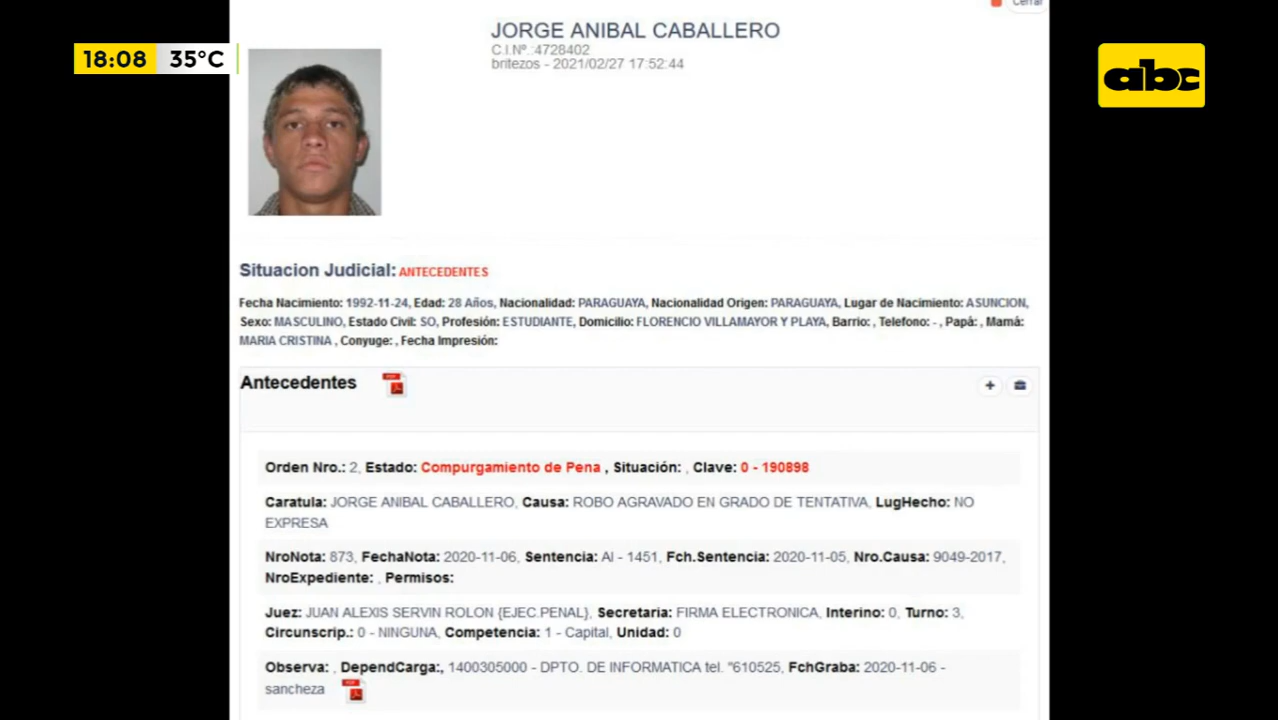 Cerrar
JORGE ANIBAL CABALLERO
C.I.Nº.:4728402
britezos - 2021/02/27 17:52:44
18:08 35°C
abc
Situacion Judicial: ANTECEDENTES
Fecha Nacimiento: 1992-11-24, Edad: 28 Años, Nacionalidad: PARAGUAYA, Nacionalidad Origen: PARAGUAYA, Lugar de Nacimiento: ASUNCION,
Sexo: MASCULINO, Estado Civil: SO, Profesión: ESTUDIANTE, Domicilio: FLORENCIO VILLAMAYOR Y PLAYA, Barrio: , Telefono: - , Papá: , Mamá:
MARIA CRISTINA , Conyuge: , Fecha Impresión:
Antecedentes
Orden Nro.: 2, Estado: Compurgamiento de Pena , Situación: , Clave: 0 - 190898
Caratula: JORGE ANIBAL CABALLERO, Causa: ROBO AGRAVADO EN GRADO DE TENTATIVA, LugHecho: NO
EXPRESA
NroNota: 873, FechaNota: 2020-11-06, Sentencia: AI - 1451, Fch.Sentencia: 2020-11-05, Nro.Causa: 9049-2017,
NroExpediente: , Permisos:
Juez: JUAN ALEXIS SERVIN ROLON {EJEC.PENAL}, Secretaria: FIRMA ELECTRONICA, Interino: 0, Turno: 3,
Circunscrip.: 0 - NINGUNA, Competencia: 1 - Capital, Unidad: 0
Observa: , DependCarga:, 1400305000 - DPTO. DE INFORMATICA tel. "610525, FchGraba: 2020-11-06 -
sancheza